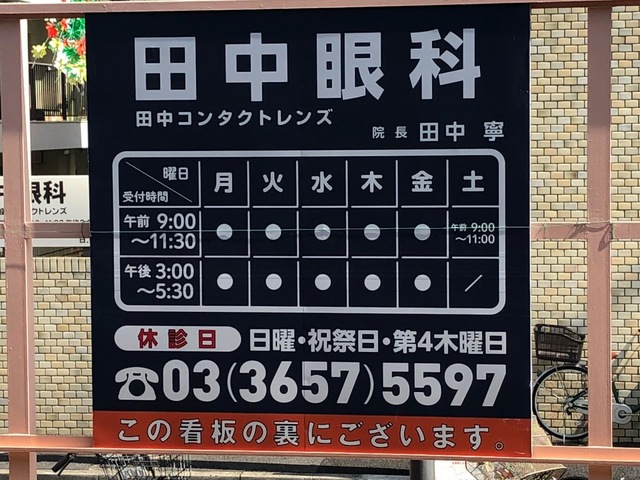 田中眼科
田中コンタクトレンズ
院長 田中 寧
曜日 月 火 水 木 金 土
受付時間
午前 9:00～11:30 ● ● ● ● ● 午前 9:00～11:00
午後 3:00～5:30 ● ● ● ● ● ／
休診日 日曜・祝祭日・第4木曜日
☎03(3657)5597
この看板の裏にございます。
眼科